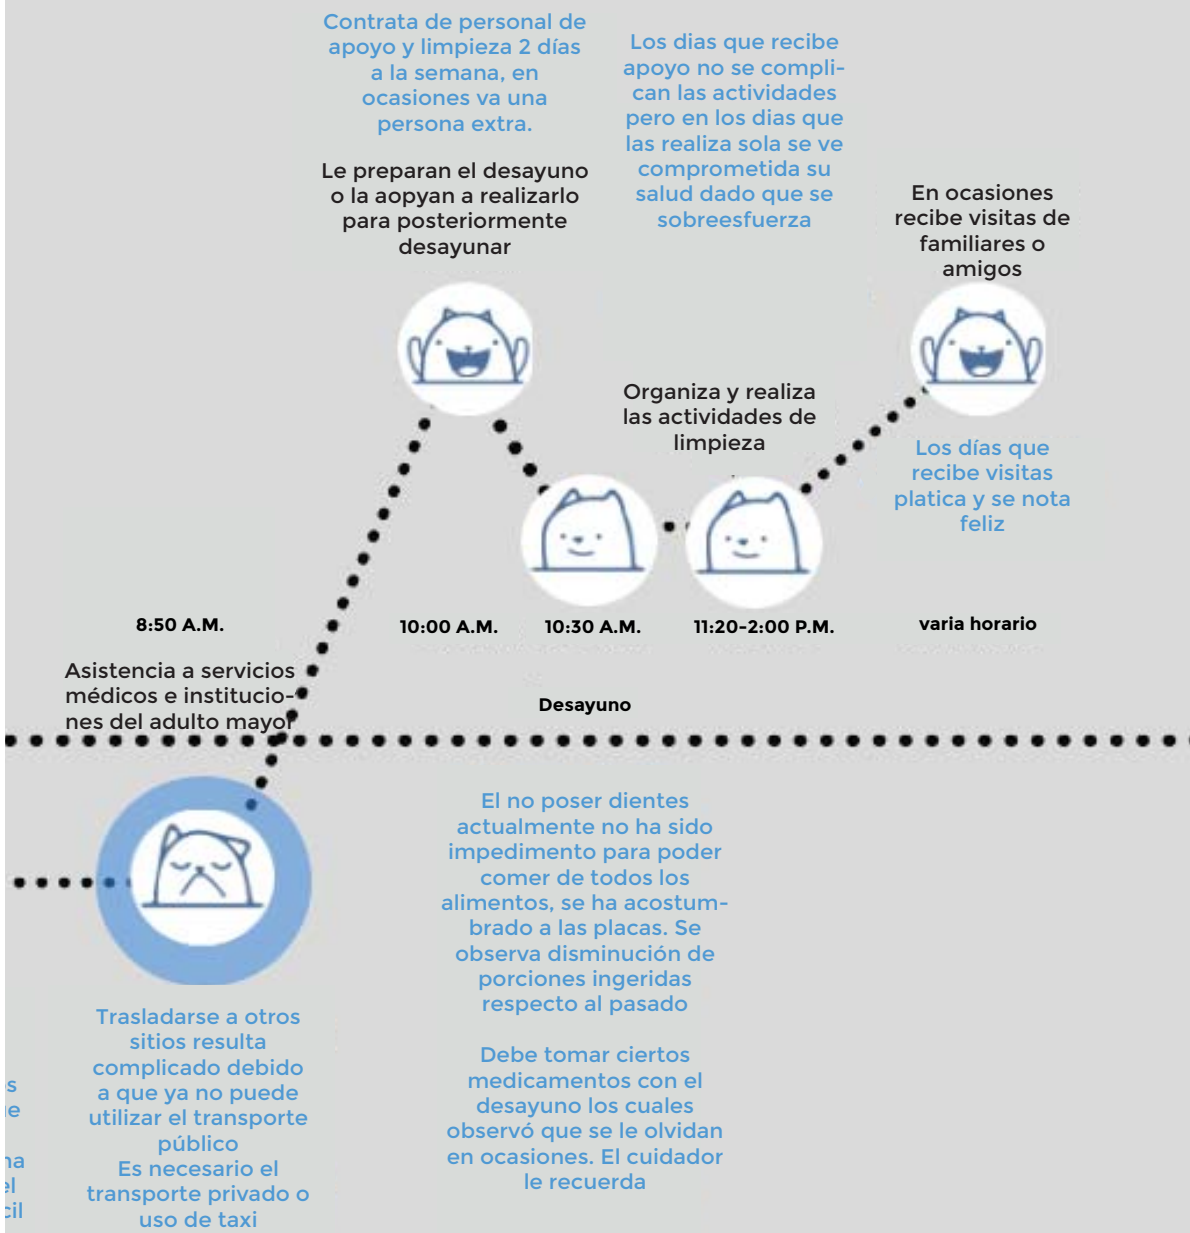 Contrata de personal de
apoyo y limpieza 2 días
a la semana, en
ocasiones va una
persona extra.
Le preparan el desayuno
o la aopyan a realizarlo
para posteriormente
desayunar
Los dias que recibe
apoyo no se compli-
can las actividades
pero en los dias que
las realiza sola se ve
comprometida su
salud dado que se
sobreesfuerza
En ocasiones
recibe visitas de
familiares o
amigos
Organiza y realiza
las actividades de
limpieza
Los días que
recibe visitas
platica y se nota
feliz
8:50 A.M.
10:00 A.M.
10:30 A.M.
11:20-2:00 P.M.
varia horario
Asistencia a servicios
médicos e institucio-
nes del adulto mayor
Desayuno
El no poser dientes
actualmente no ha sido
impedimento para poder
comer de todos los
alimentos, se ha acostum-
brado a las placas. Se
observa disminución de
porciones ingeridas
respecto al pasado
Debe tomar ciertos
medicamentos con el
desayuno los cuales
observó que se le olvidan
en ocasiones. El cuidador
le recuerda
Trasladarse a otros
sitios resulta
complicado debido
a que ya no puede
utilizar el transporte
público
Es necesario el
transporte privado o
uso de taxi